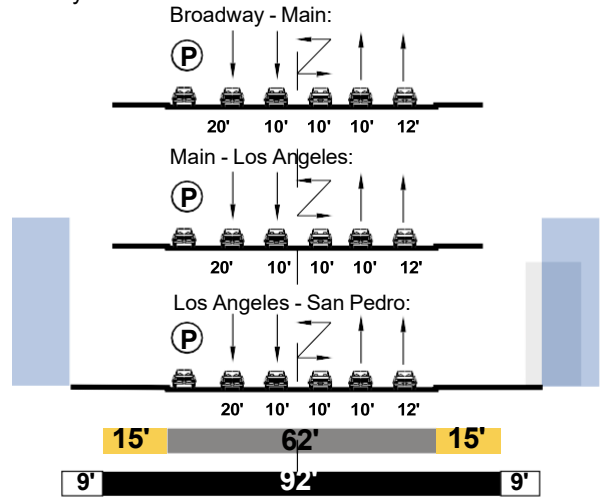 Broadway - Main:
P
20' 10' 10' 10' 12'
Main - Los Angeles:
P
20' 10' 10' 10' 12'
Los Angeles - San Pedro:
P
20' 10' 10' 10' 12'
15' 62' 15'
9' 92' 9'